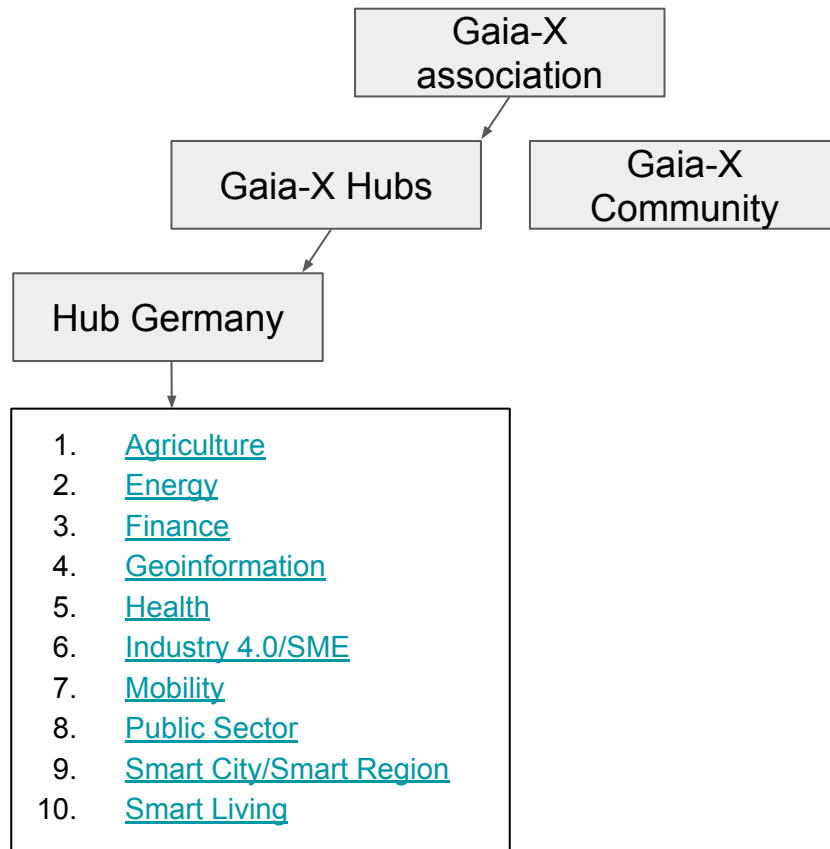 Gaia-X
association
Gaia-X Hubs
Gaia-X
Community
Hub Germany
1. Agriculture
2. Energy
3. Finance
4. Geoinformation
5. Health
6. Industry 4.0/SME
7. Mobility
8. Public Sector
9. Smart City/Smart Region
10. Smart Living